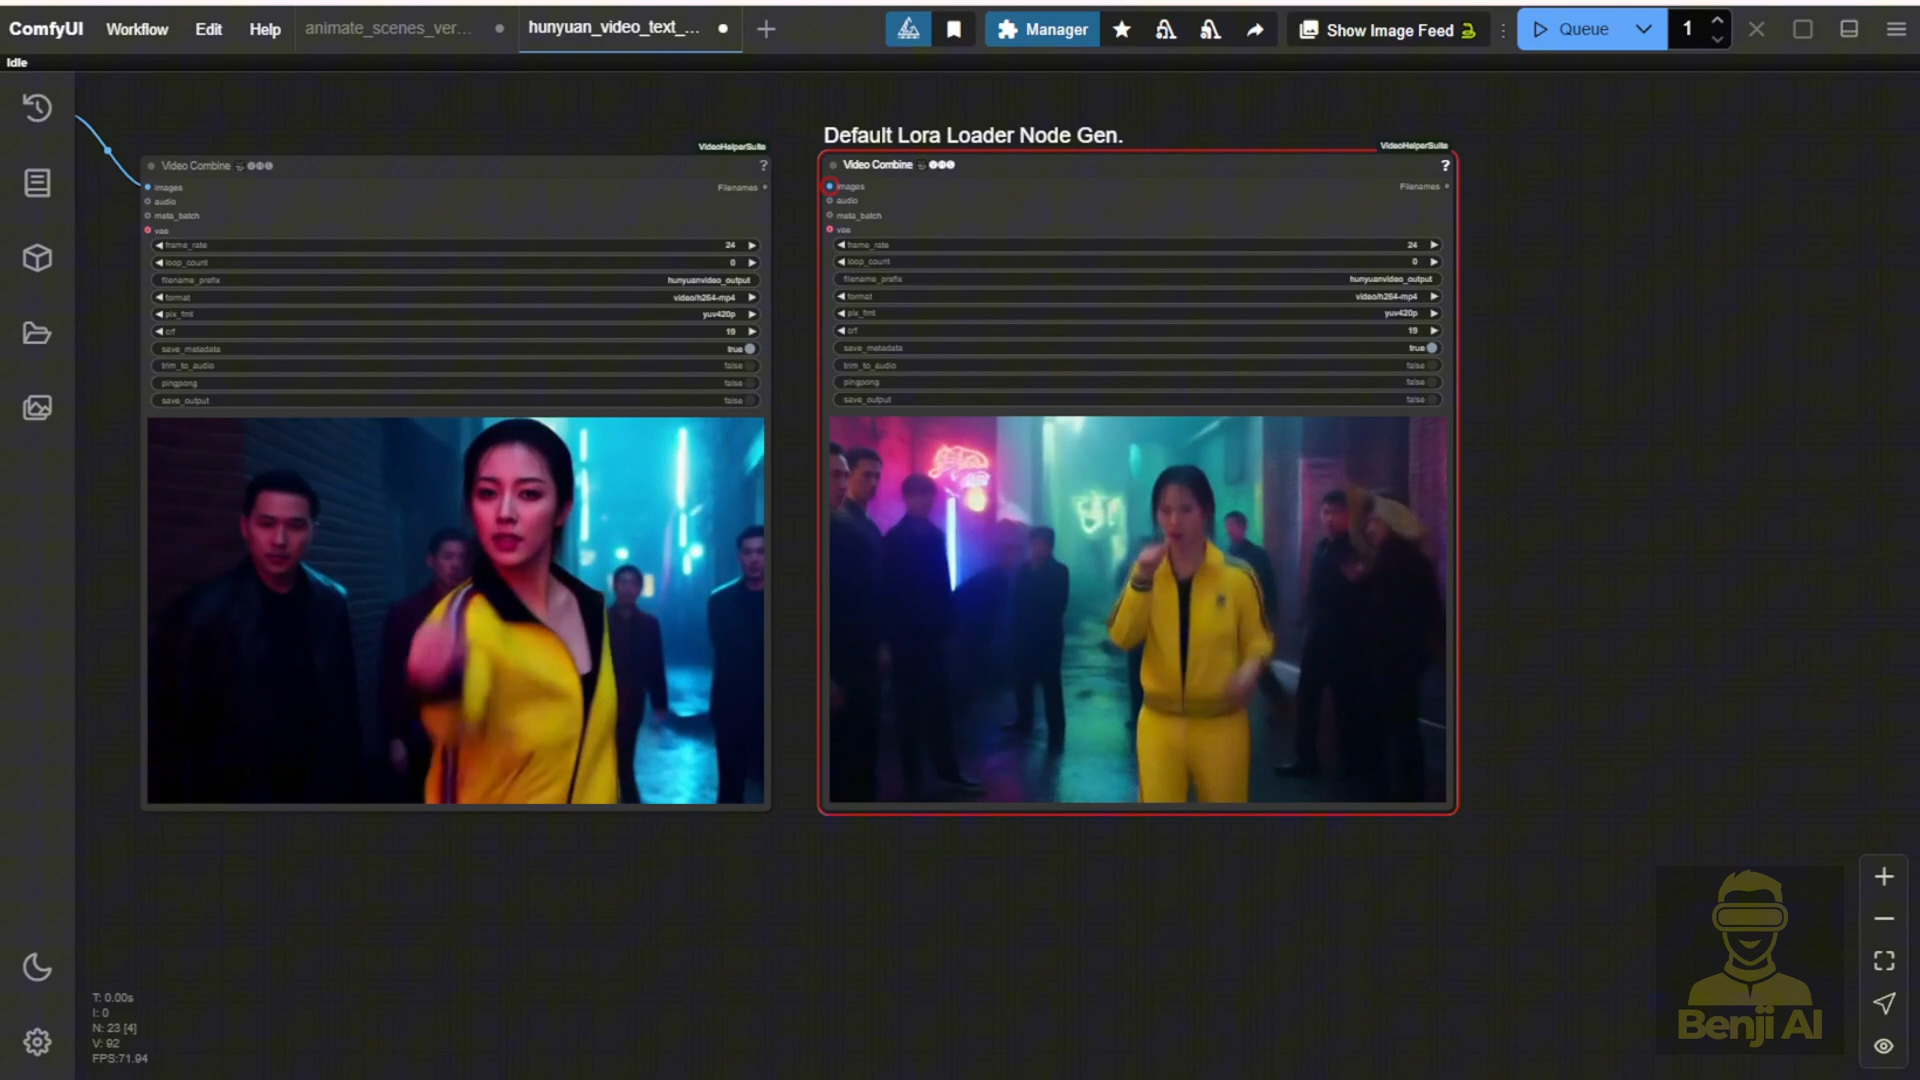 ComfyUI Workflow Edit Help animate_scenes_ver... hunyuan_video_text_... Manager Show Image Feed Queue 1
Idle
Default Lora Loader Node Gen.
VideoHelperSuite
Video Combine ?
images Filenames
audio
meta_batch
vae
frame_rate 24
loop_count 0
filename_prefix hunyuanvideo_output
format video/h264-mp4
pix_fmt yuv420p
crf 19
save_metadata true
trim_to_audio false
pingpong false
save_output false
VideoHelperSuite
Video Combine ?
images Filenames
audio
meta_batch
vae
frame_rate 24
loop_count 0
filename_prefix hunyuanvideo_output
format video/h264-mp4
pix_fmt yuv420p
crf 19
save_metadata true
trim_to_audio false
pingpong false
save_output false
T: 0.00s
I: 0
N: 23 [4]
V: 92
FPS:71.94
Benji AI